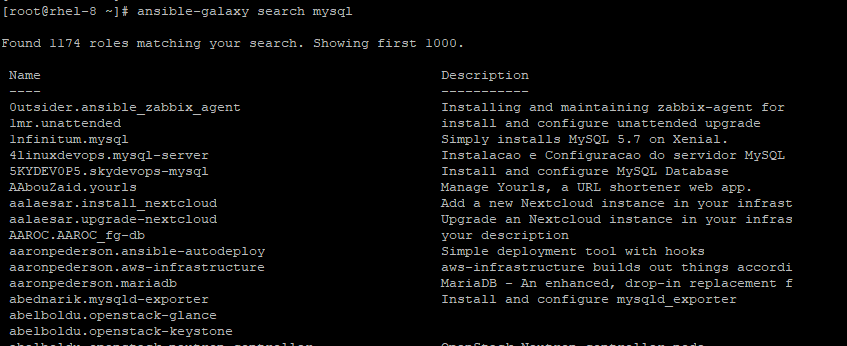 [root@rhel-8 ~]# ansible-galaxy search mysql
Found 1174 roles matching your search. Showing first 1000.
Name Description
---- -----------
0utsider.ansible_zabbix_agent Installing and maintaining zabbix-agent for
1mr.unattended install and configure unattended upgrade
1nfinitum.mysql Simply installs MySQL 5.7 on Xenial.
4linuxdevops.mysql-server Instalacao e Configuracao do servidor MySQL
5KYDEV0P5.skydevops-mysql Install and configure MySQL Database
AAbouZaid.yourls Manage Yourls, a URL shortener web app.
aalaesar.install_nextcloud Add a new Nextcloud instance in your infrast
aalaesar.upgrade-nextcloud Upgrade an Nextcloud instance in your infras
AAROC.AAROC_fg-db your description
aaronpederson.ansible-autodeploy Simple deployment tool with hooks
aaronpederson.aws-infrastructure aws-infrastructure builds out things accordi
aaronpederson.mariadb MariaDB - An enhanced, drop-in replacement f
abednarik.mysqld-exporter Install and configure mysqld_exporter
abelboldu.openstack-glance
abelboldu.openstack-keystone